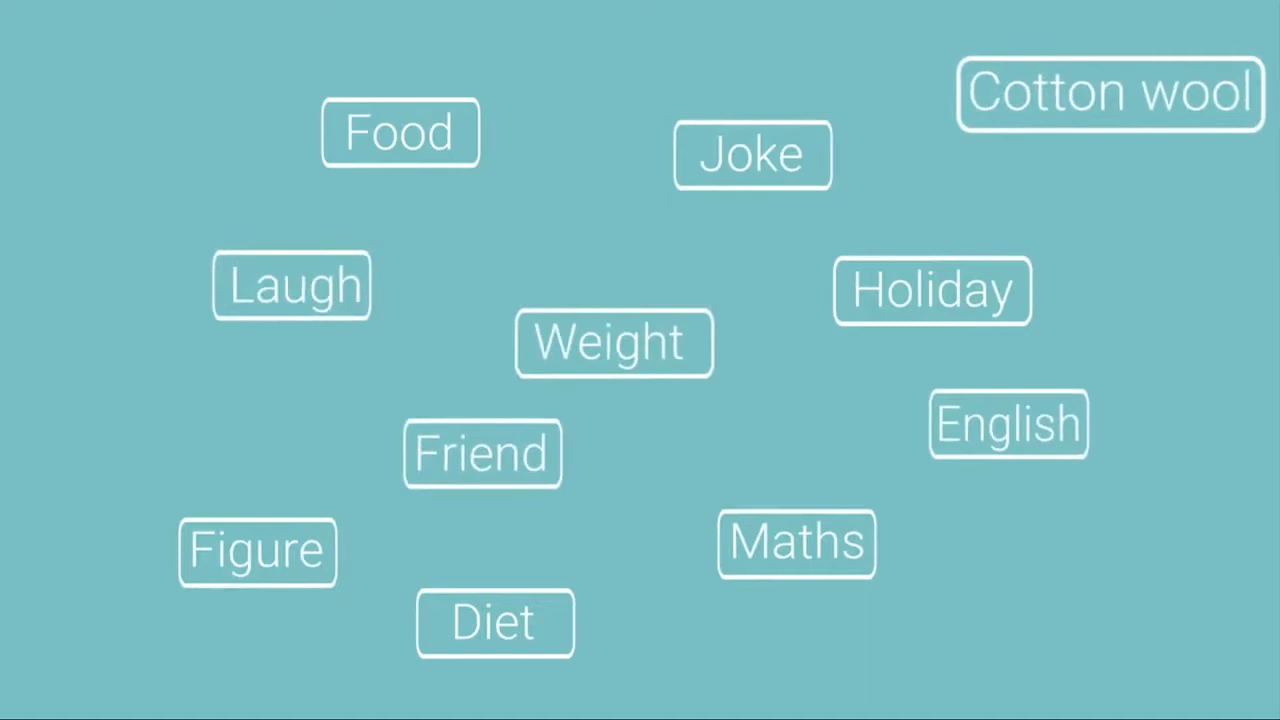 Cotton wool
Food
Joke
Laugh
Holiday
Weight
English
Friend
Maths
Figure
Diet